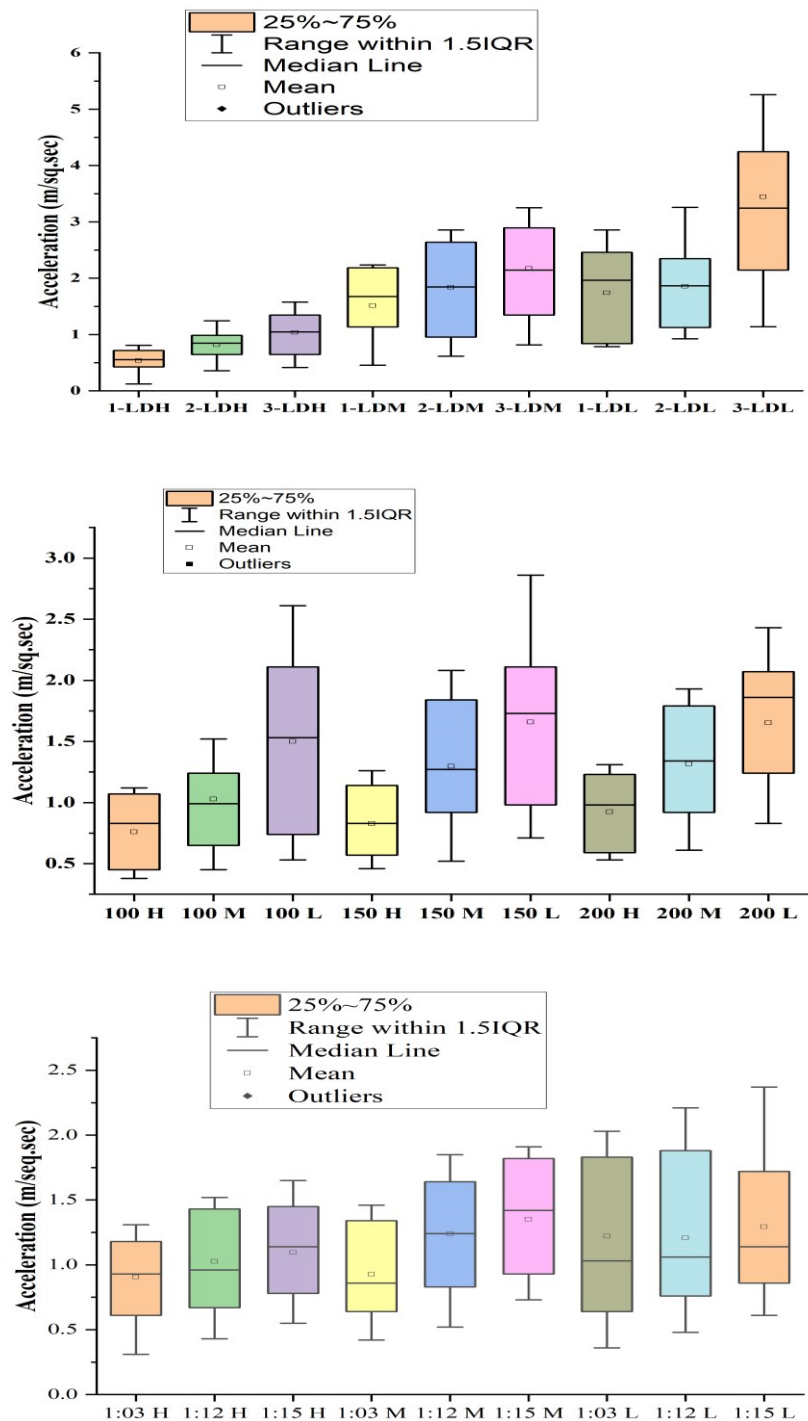 25%~75%
Range within 1.5IQR
Median Line
Mean
Outliers
Acceleration (m/sq.sec)
6
5
4
3
2
1
0
1-LDH 2-LDH 3-LDH 1-LDM 2-LDM 3-LDM 1-LDL 2-LDL 3-LDL
25%~75%
Range within 1.5IQR
Median Line
Mean
Outliers
Acceleration (m/sq.sec)
3.0
2.5
2.0
1.5
1.0
0.5
100 H 100 M 100 L 150 H 150 M 150 L 200 H 200 M 200 L
25%~75%
Range within 1.5IQR
Median Line
Mean
Outliers
Acceleration (m/seq.sec)
2.5
2.0
1.5
1.0
0.5
0.0
1:03 H 1:12 H 1:15 H 1:03 M 1:12 M 1:15 M 1:03 L 1:12 L 1:15 L